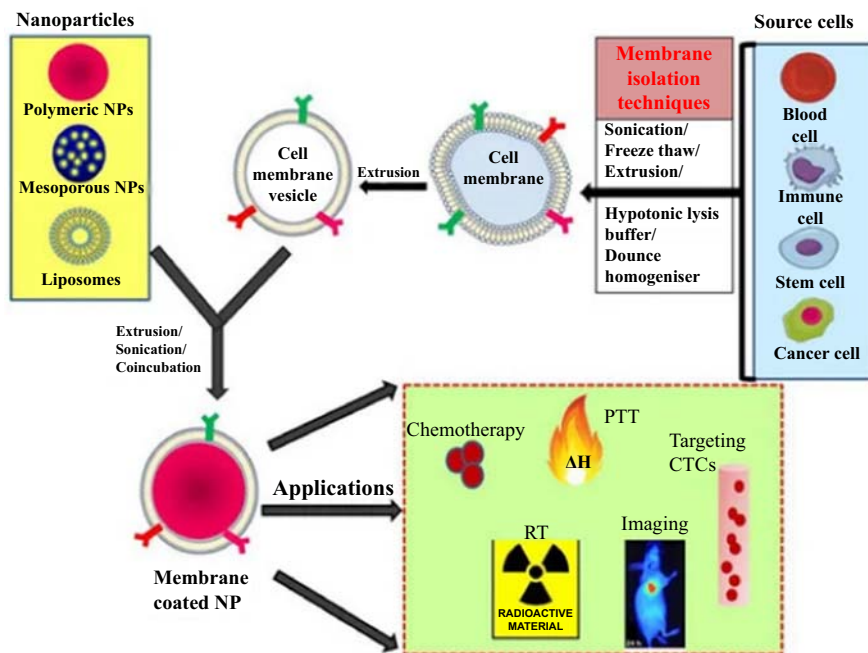 Nanoparticles
Polymeric NPs
Mesoporous NPs
Liposomes
Cell
membrane
vesicle
Extrusion
Cell
membrane
Membrane
isolation
techniques
Sonication/
Freeze thaw/
Extrusion/
Hypotonic lysis
buffer/
Dounce
homogeniser
Source cells
Blood
cell
Immune
cell
Stem cell
Cancer cell
Extrusion/
Sonication/
Coincubation
Membrane
coated NP
Applications
Chemotherapy
PTT
ΔH
Targeting
CTCs
RT
RADIOACTIVE
MATERIAL
Imaging